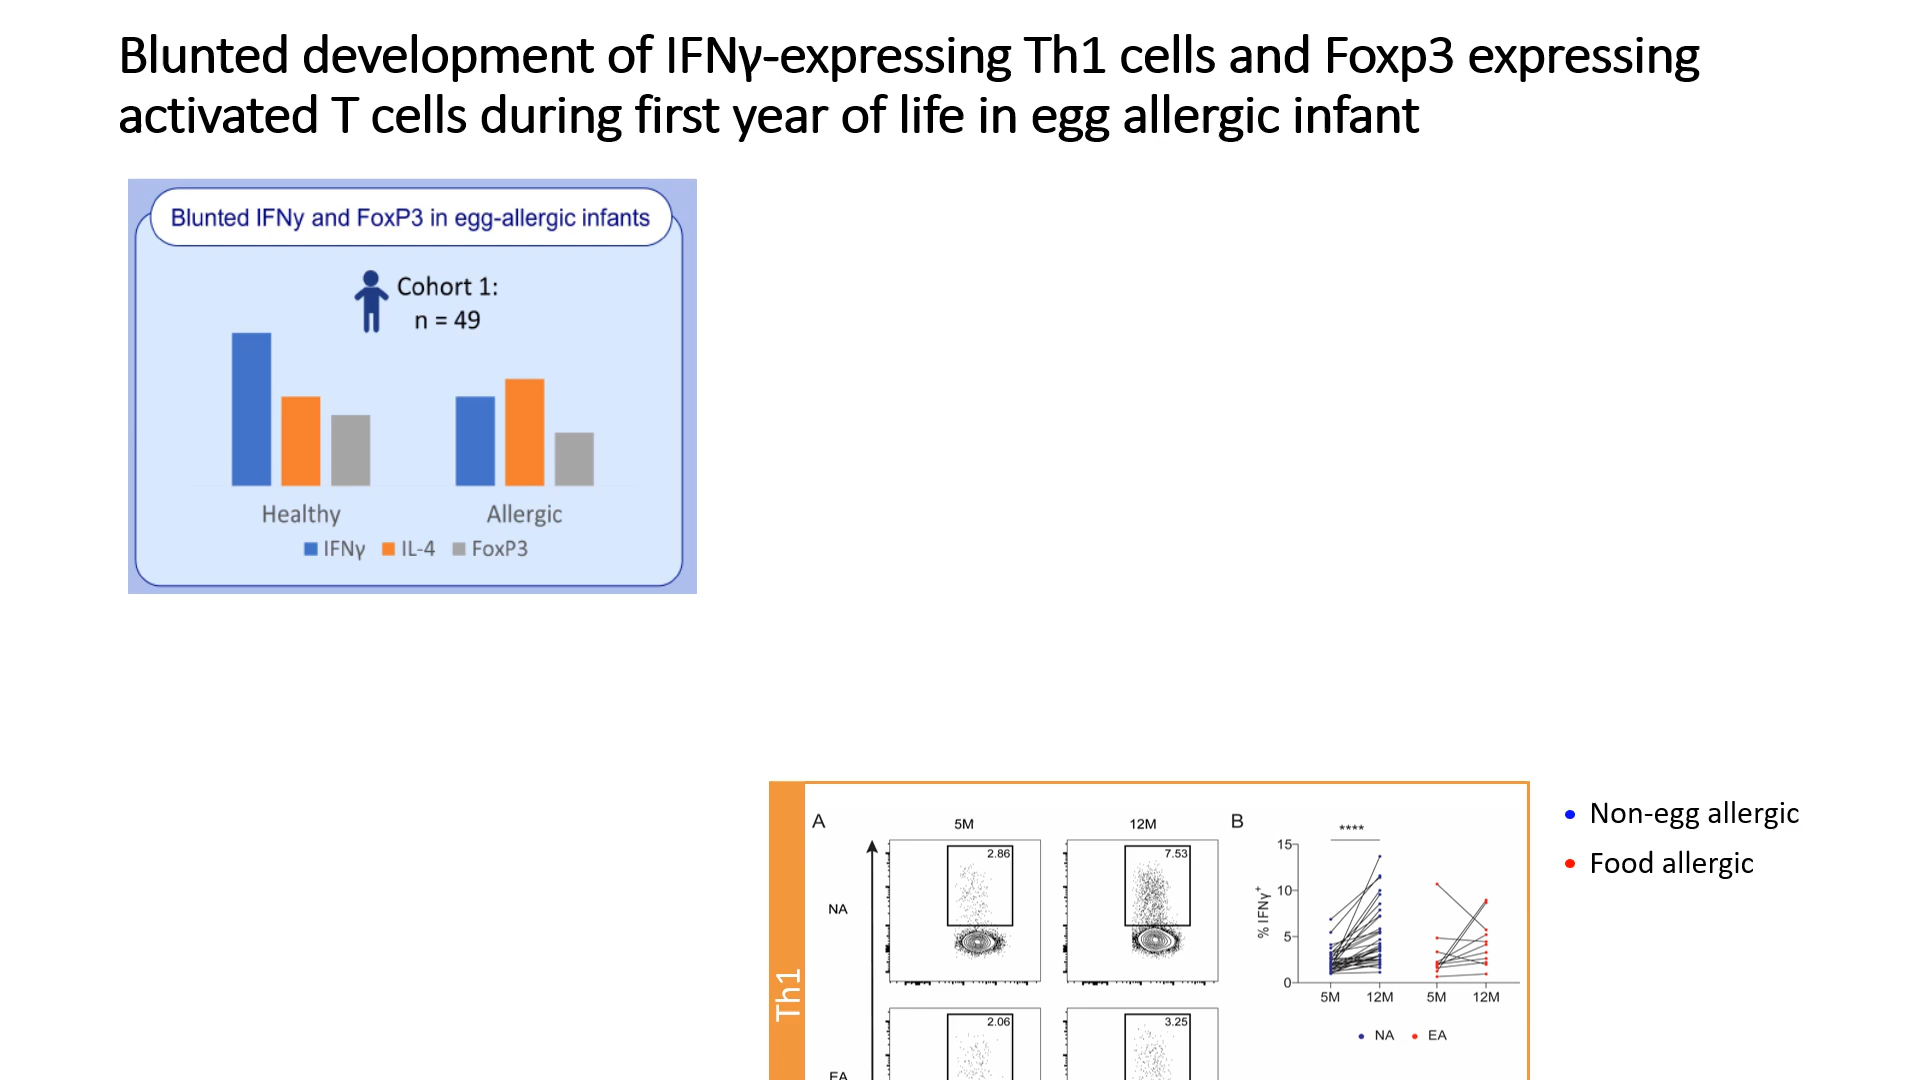 Blunted development of IFNγ-expressing Th1 cells and Foxp3 expressing
activated T cells during first year of life in egg allergic infant
Blunted IFNγ and FoxP3 in egg-allergic infants
Cohort 1:
n = 49
Healthy
Allergic
IFNγ IL-4 FoxP3
Th1
A
5M
12M
NA
2.86
7.53
EA
2.06
3.25
B
****
% IFNγ+
15
10
5
0
5M 12M 5M 12M
NA EA
Non-egg allergic
Food allergic